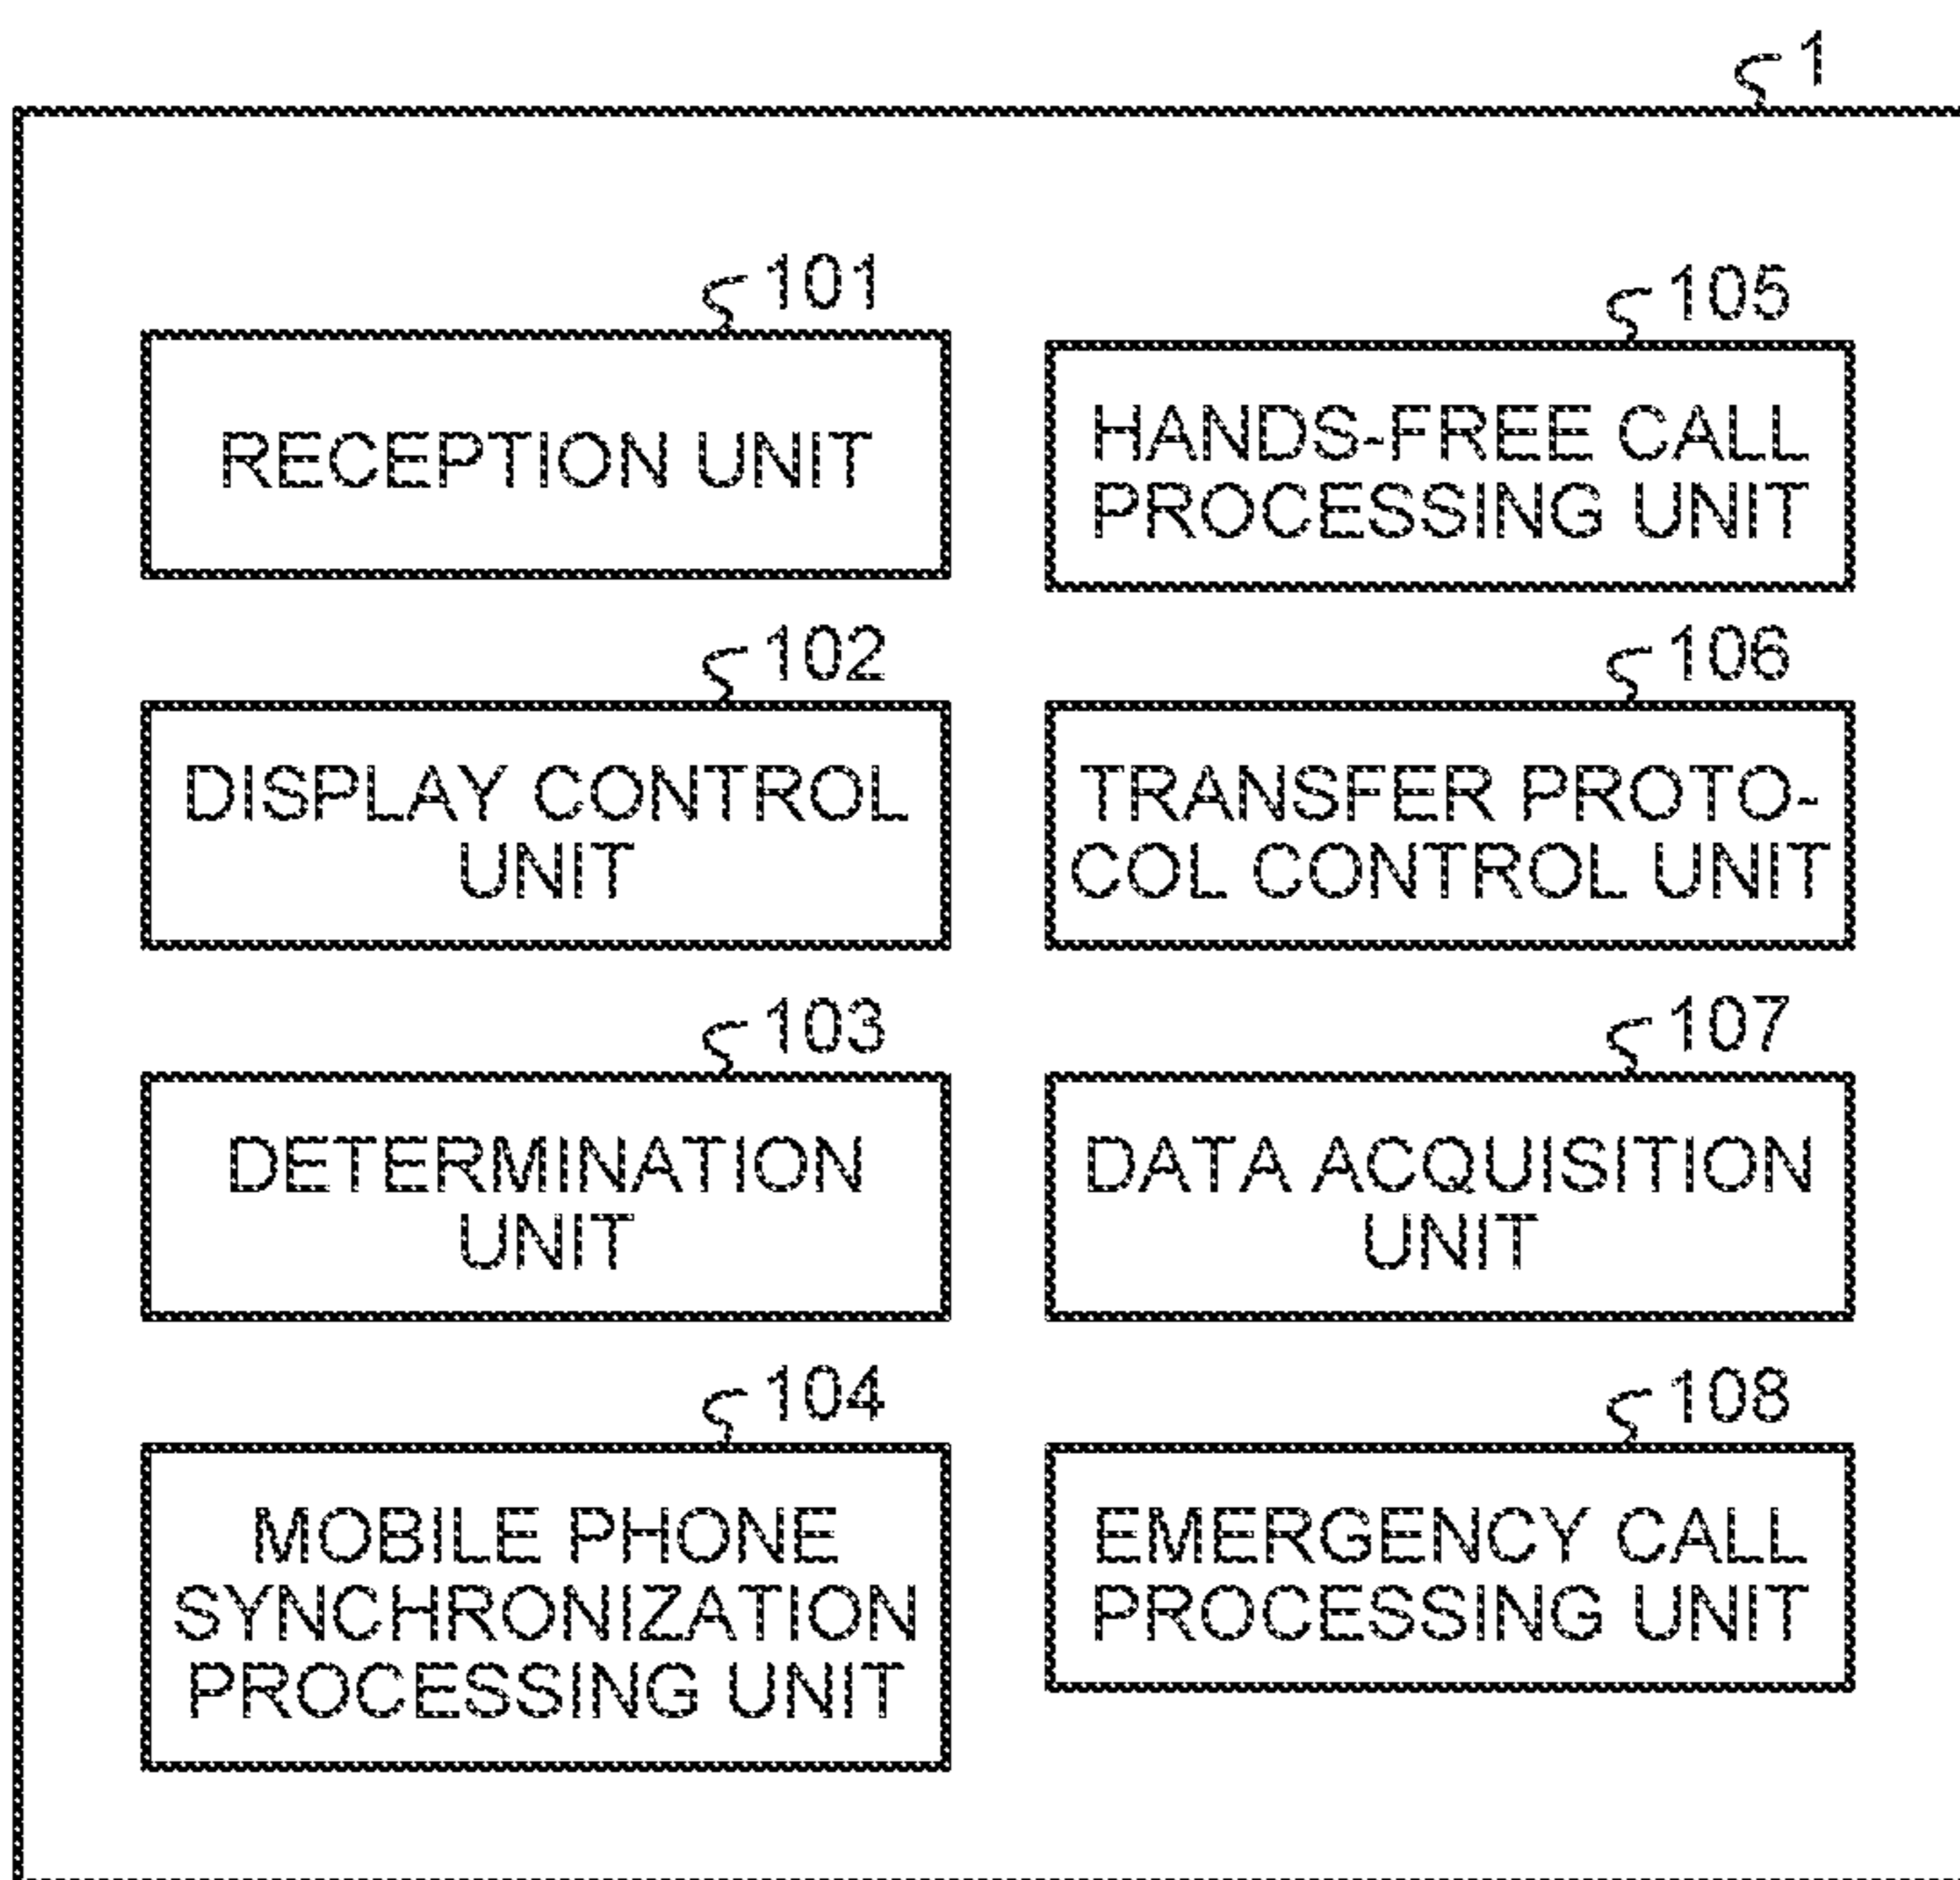 1
101
RECEPTION UNIT
102
DISPLAY CONTROL
UNIT
103
DETERMINATION
UNIT
104
MOBILE PHONE
SYNCHRONIZATION
PROCESSING UNIT
105
HANDS-FREE CALL
PROCESSING UNIT
106
TRANSFER PROTO-
COL CONTROL UNIT
107
DATA ACQUISITION
UNIT
108
EMERGENCY CALL
PROCESSING UNIT